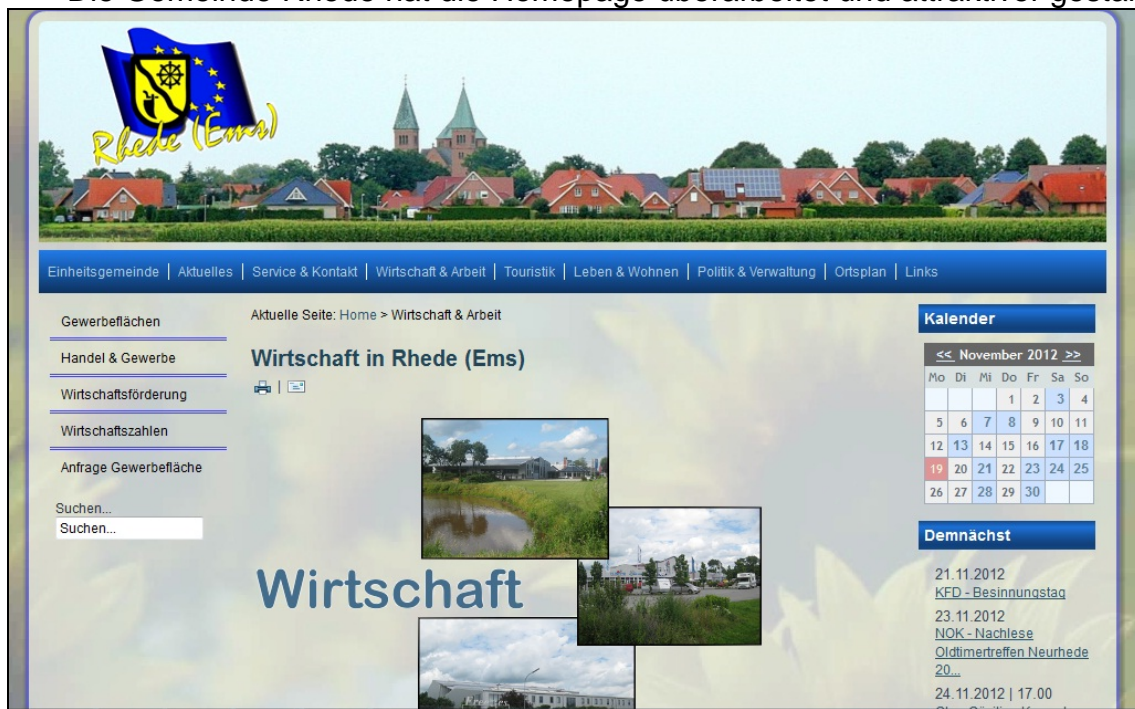 Die Gemeinde Rhede hat die Homepage überarbeitet und attraktiver
Rhede (Ems)
Einheitsgemeinde | Aktuelles | Service & Kontakt | Wirtschaft & Arbeit | Touristik | Leben & Wohnen | Politik & Verwaltung | Ortsplan | Links
Gewerbeflächen
Handel & Gewerbe
Wirtschaftsförderung
Wirtschaftszahlen
Anfrage Gewerbefläche
Suchen...
Suchen...
Aktuelle Seite: Home > Wirtschaft & Arbeit
Wirtschaft in Rhede (Ems)
|
Wirtschaft
Kalender
<< November 2012 >>
Mo Di Mi Do Fr Sa So
1 2 3 4
5 6 7 8 9 10 11
12 13 14 15 16 17 18
19 20 21 22 23 24 25
26 27 28 29 30
Demnächst
21.11.2012
KFD - Besinnungstag
23.11.2012
NOK - Nachlese
Oldtimertreffen Neurhede
20...
24.11.2012 | 17.00